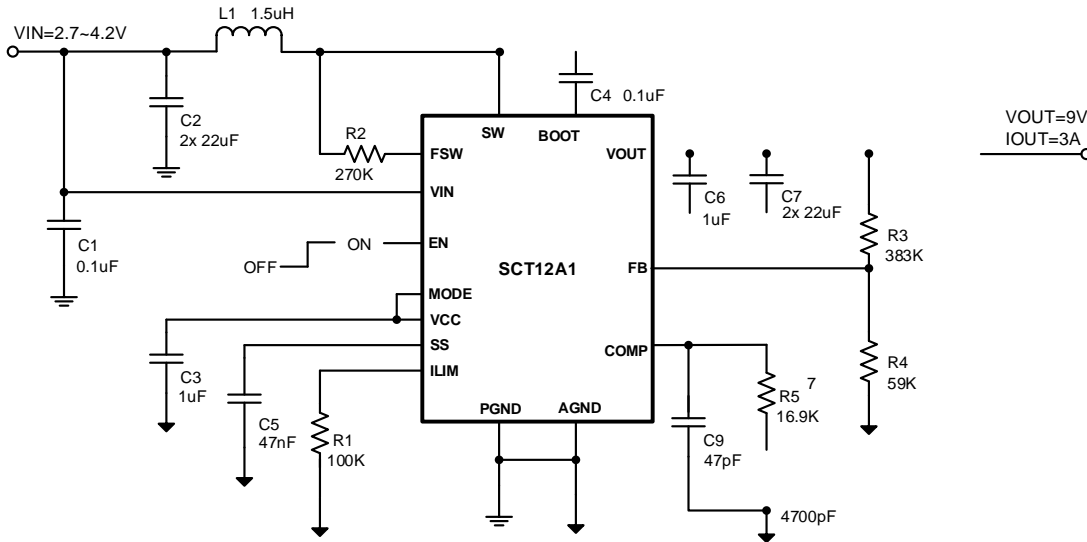 L1 1.5uH
VIN=2.7~4.2V
C4 0.1uF
C2
2x 22uF
R2
270K
SW
BOOT
FSW
VOUT
VOUT=9V
IOUT=3A
VIN
C6
1uF
C7
2x 22uF
C1
0.1uF
OFF
ON
EN
SCT12A1
FB
R3
383K
MODE
VCC
SS
ILIM
COMP
C3
1uF
C5
47nF
R1
100K
PGND
AGND
R5
7
16.9K
R4
59K
C9
47pF
4700pF